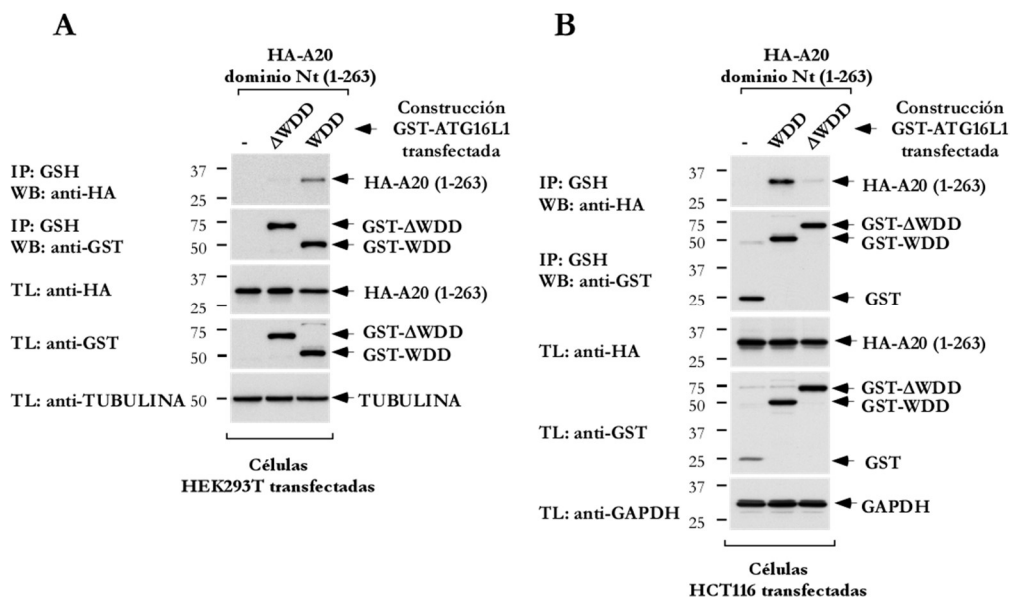 A
HA-A20
dominio Nt (1-263)
-
ΔWDD
WDD
Construcción
GST-ATG16L1
transfectada
IP: GSH
WB: anti-HA
37
25
HA-A20 (1-263)
IP: GSH
WB: anti-GST
75
50
GST-ΔWDD
GST-WDD
TL: anti-HA
37
25
HA-A20 (1-263)
TL: anti-GST
75
50
GST-ΔWDD
GST-WDD
TL: anti-TUBULINA
50
TUBULINA
Células
HEK293T transfectadas
B
HA-A20
dominio Nt (1-263)
-
WDD
ΔWDD
Construcción
GST-ATG16L1
transfectada
IP: GSH
WB: anti-HA
37
25
HA-A20 (1-263)
IP: GSH
WB: anti-GST
75
50
37
25
GST-ΔWDD
GST-WDD
GST
TL: anti-HA
37
25
HA-A20 (1-263)
TL: anti-GST
75
50
37
25
GST-ΔWDD
GST-WDD
GST
TL: anti-GAPDH
37
25
GAPDH
Células
HCT116 transfectadas